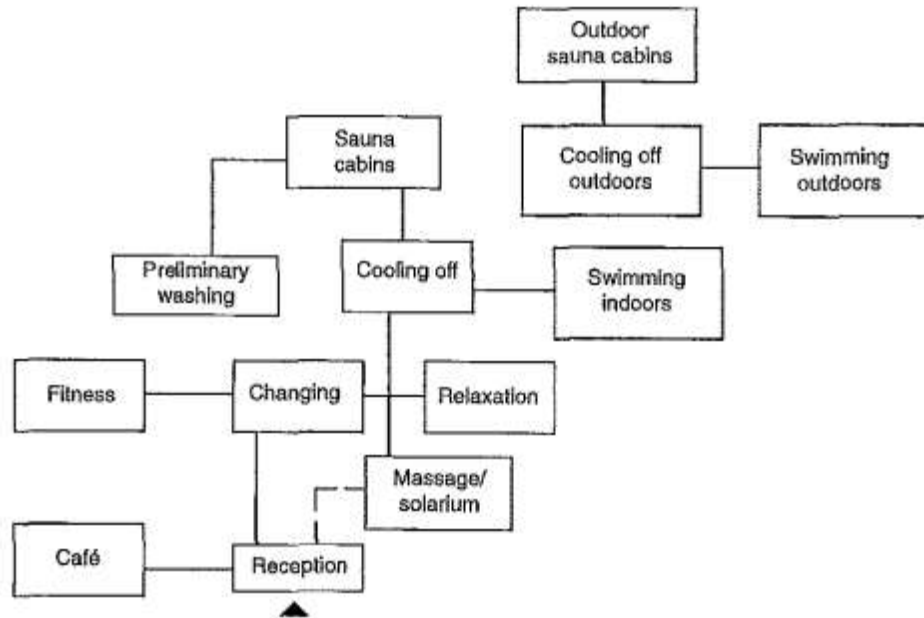 Outdoor
sauna cabins
Sauna
cabins
Cooling off
outdoors
Swimming
outdoors
Preliminary
washing
Cooling off
Swimming
indoors
Fitness
Changing
Relaxation
Massage/
solarium
Café
Reception